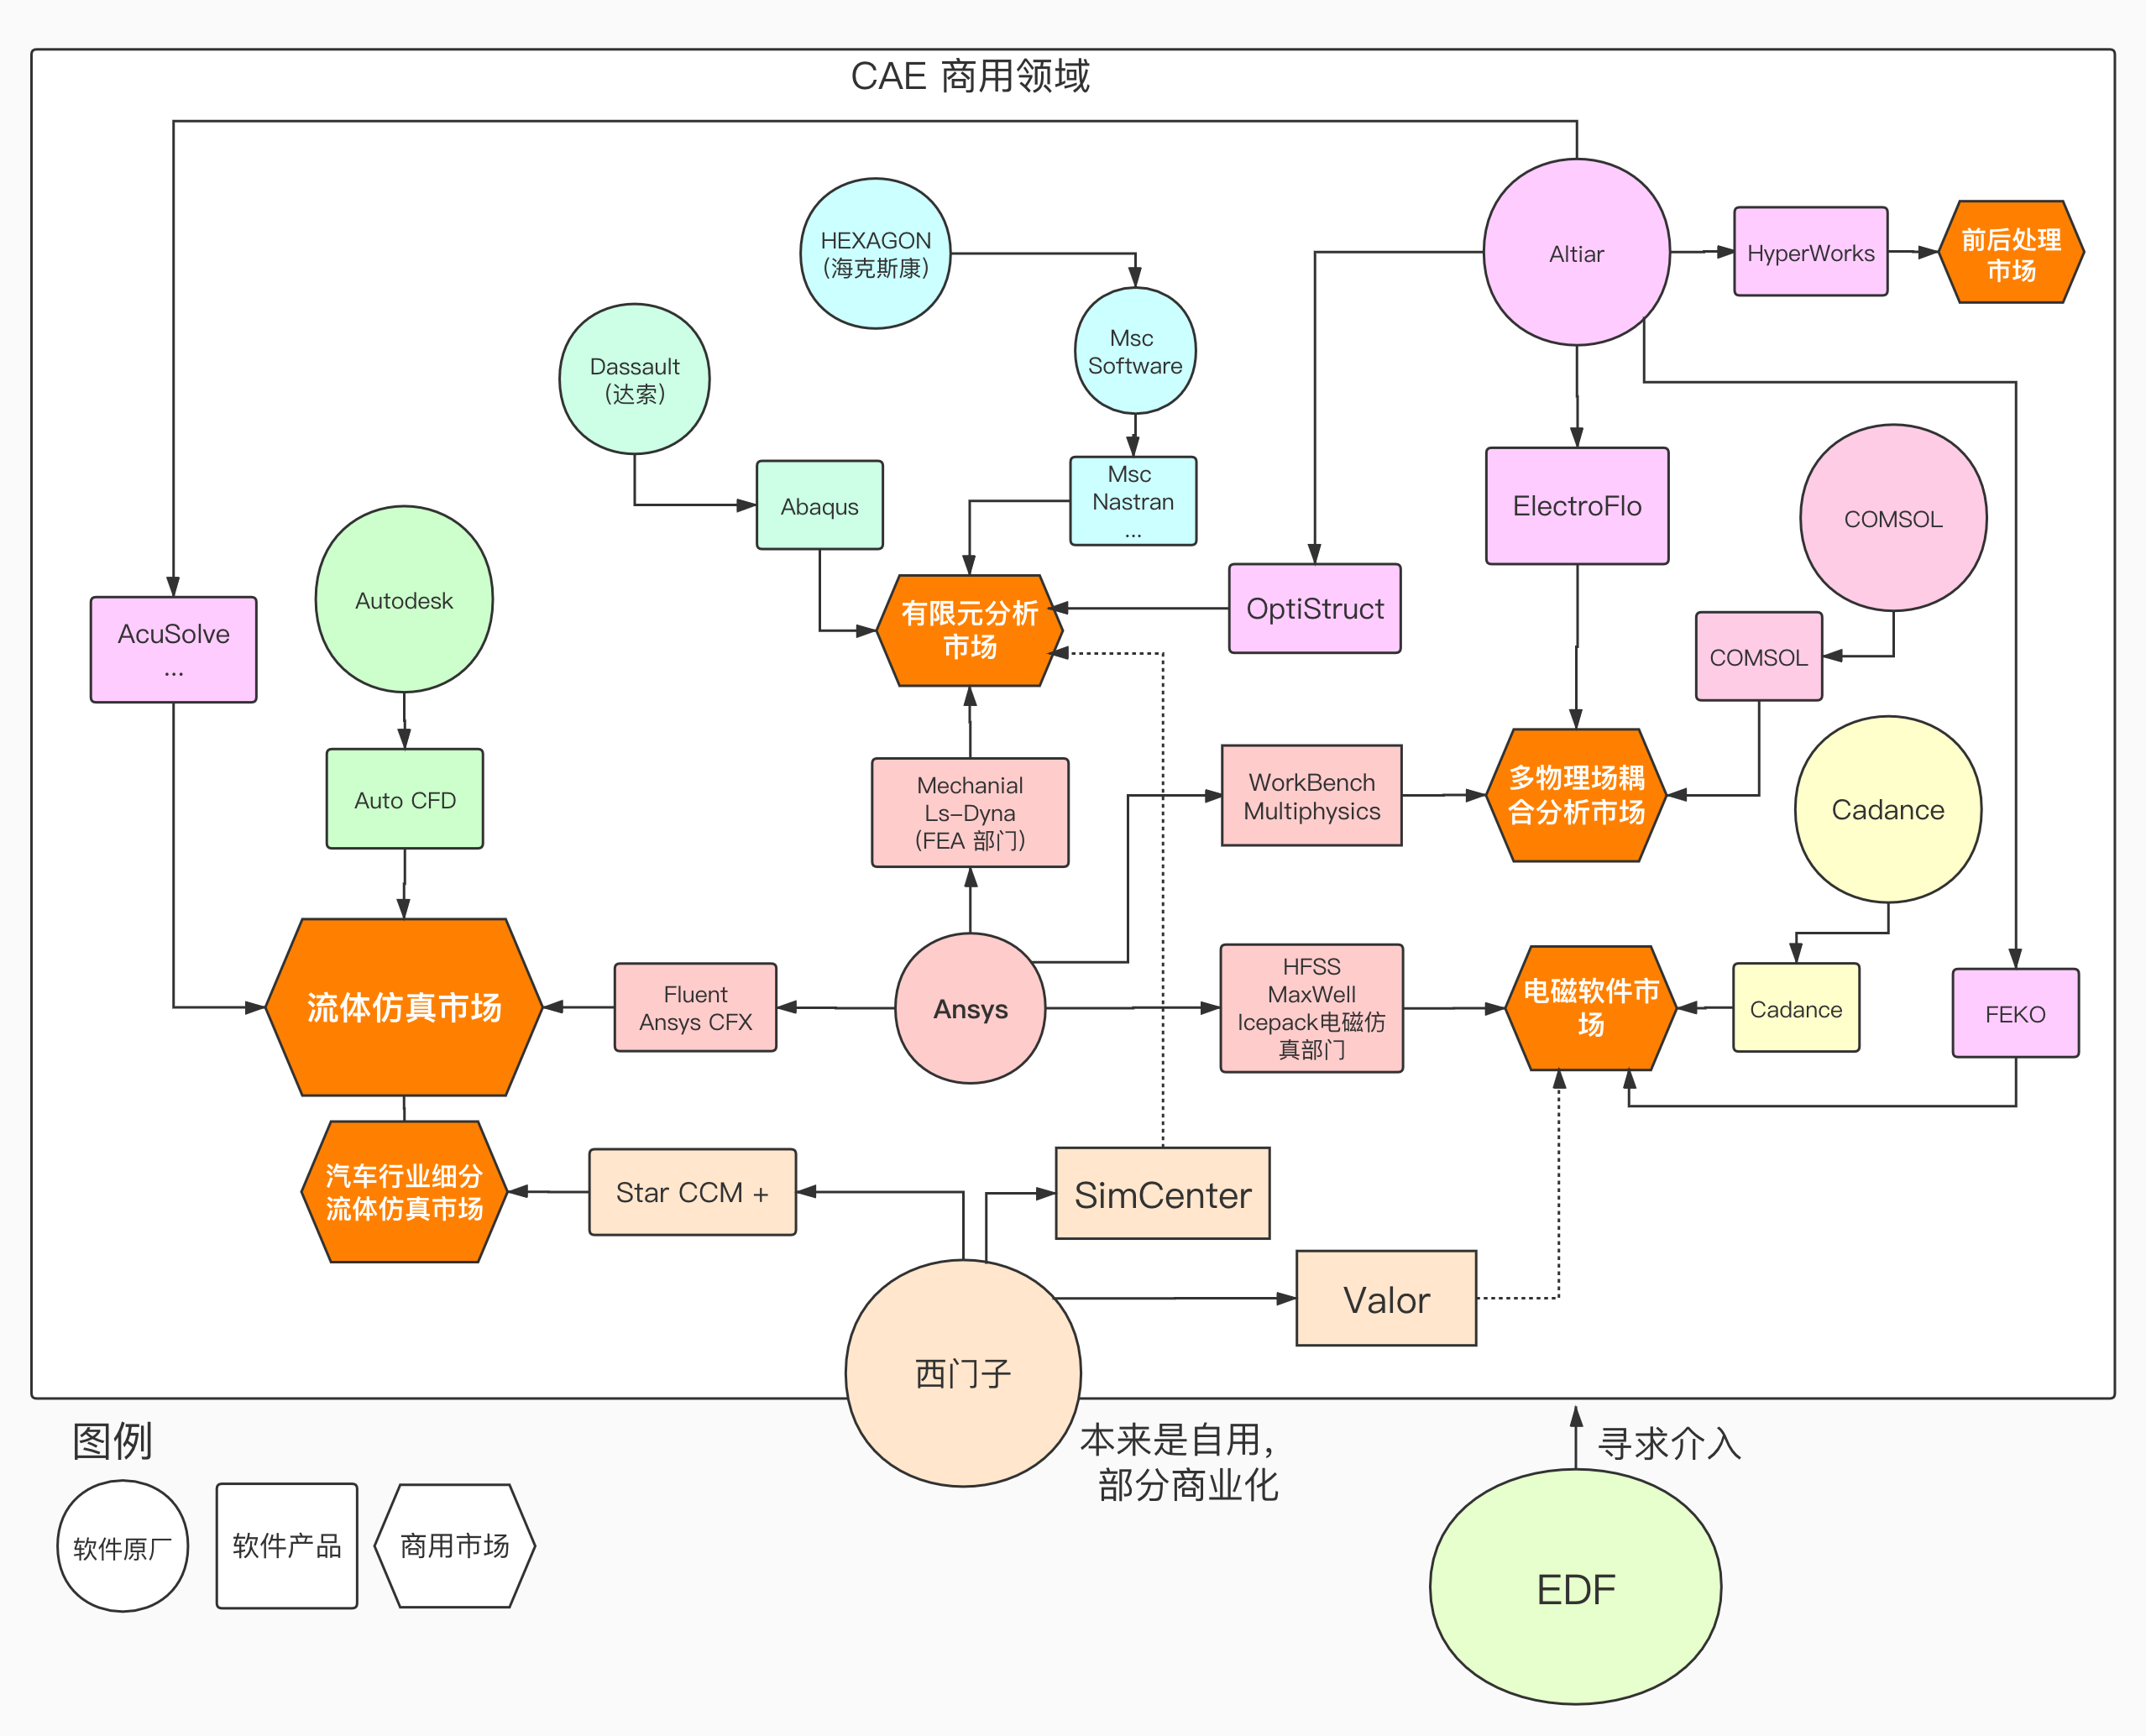 CAE 商用领域
HEXAGON
（海克斯康）
Altiar
HyperWorks
前后处理
市场
Msc
Software
Dassault
（达索）
Abaqus
Msc
Nastran
...
ElectroFlo
COMSOL
Autodesk
AcuSolve
...
有限元分析
市场
OptiStruct
COMSOL
Auto CFD
Mechanial
Ls-Dyna
（FEA 部门）
WorkBench
Multiphysics
多物理场耦
合分析市场
Cadance
流体仿真市场
Fluent
Ansys CFX
Ansys
HFSS
MaxWell
Icepack电磁仿
真部门
电磁软件市
场
Cadance
FEKO
汽车行业细分
流体仿真市场
Star CCM +
SimCenter
Valor
西门子
本来是自用，
部分商业化
寻求介入
EDF
图例
软件原厂
软件产品
商用市场